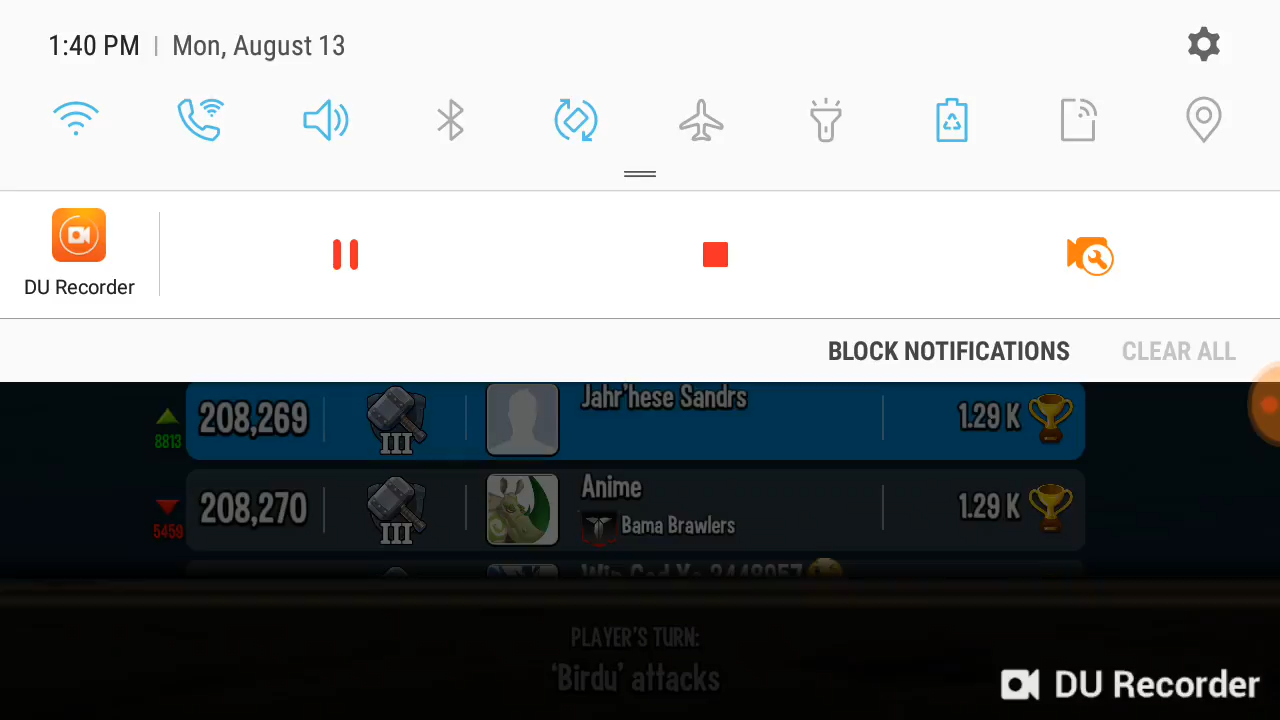 1:40 PM | Mon, August 13
DU Recorder
BLOCK NOTIFICATIONS CLEAR ALL
8813 208,269 III Jahr'hese Sandrs 1.29 K
5459 208,270 III Anime 1.29 K
Bama Brawlers
PLAYER'S TURN:
'Birdu' attacks
DU Recorder